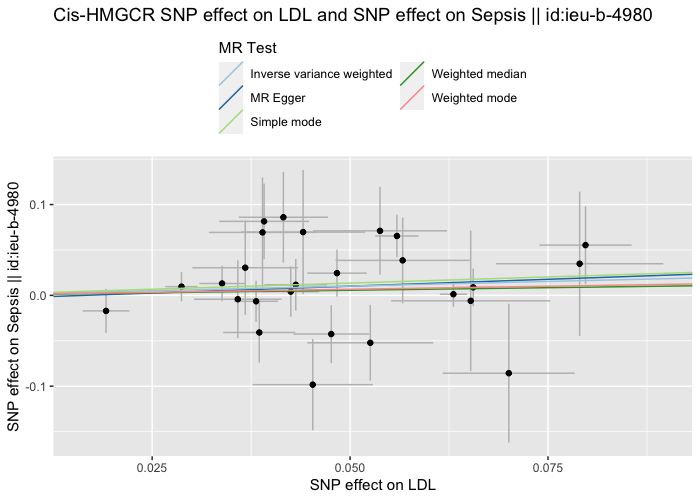 Cis-HMGCR SNP effect on LDL and SNP effect on Sepsis || id:ieu-b-4980
MR Test
Inverse variance weighted
MR Egger
Simple mode
Weighted median
Weighted mode
SNP effect on Sepsis || id:ieu-b-4980
0.1
0.0
-0.1
0.025 0.050 0.075
SNP effect on LDL